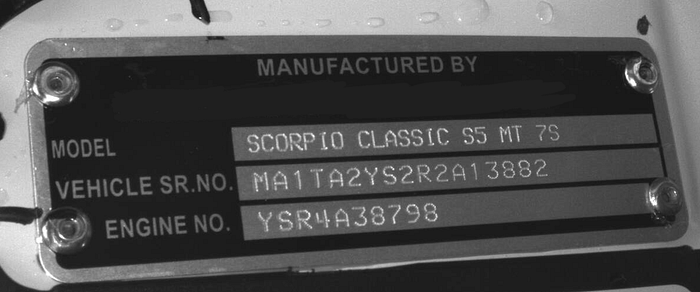 MANUFACTURED BY
MODEL SCORPIO CLASSIC S5 MT 7S
VEHICLE SR.NO. MA1TA2YS2R2A13882
ENGINE NO. YSR4A38798